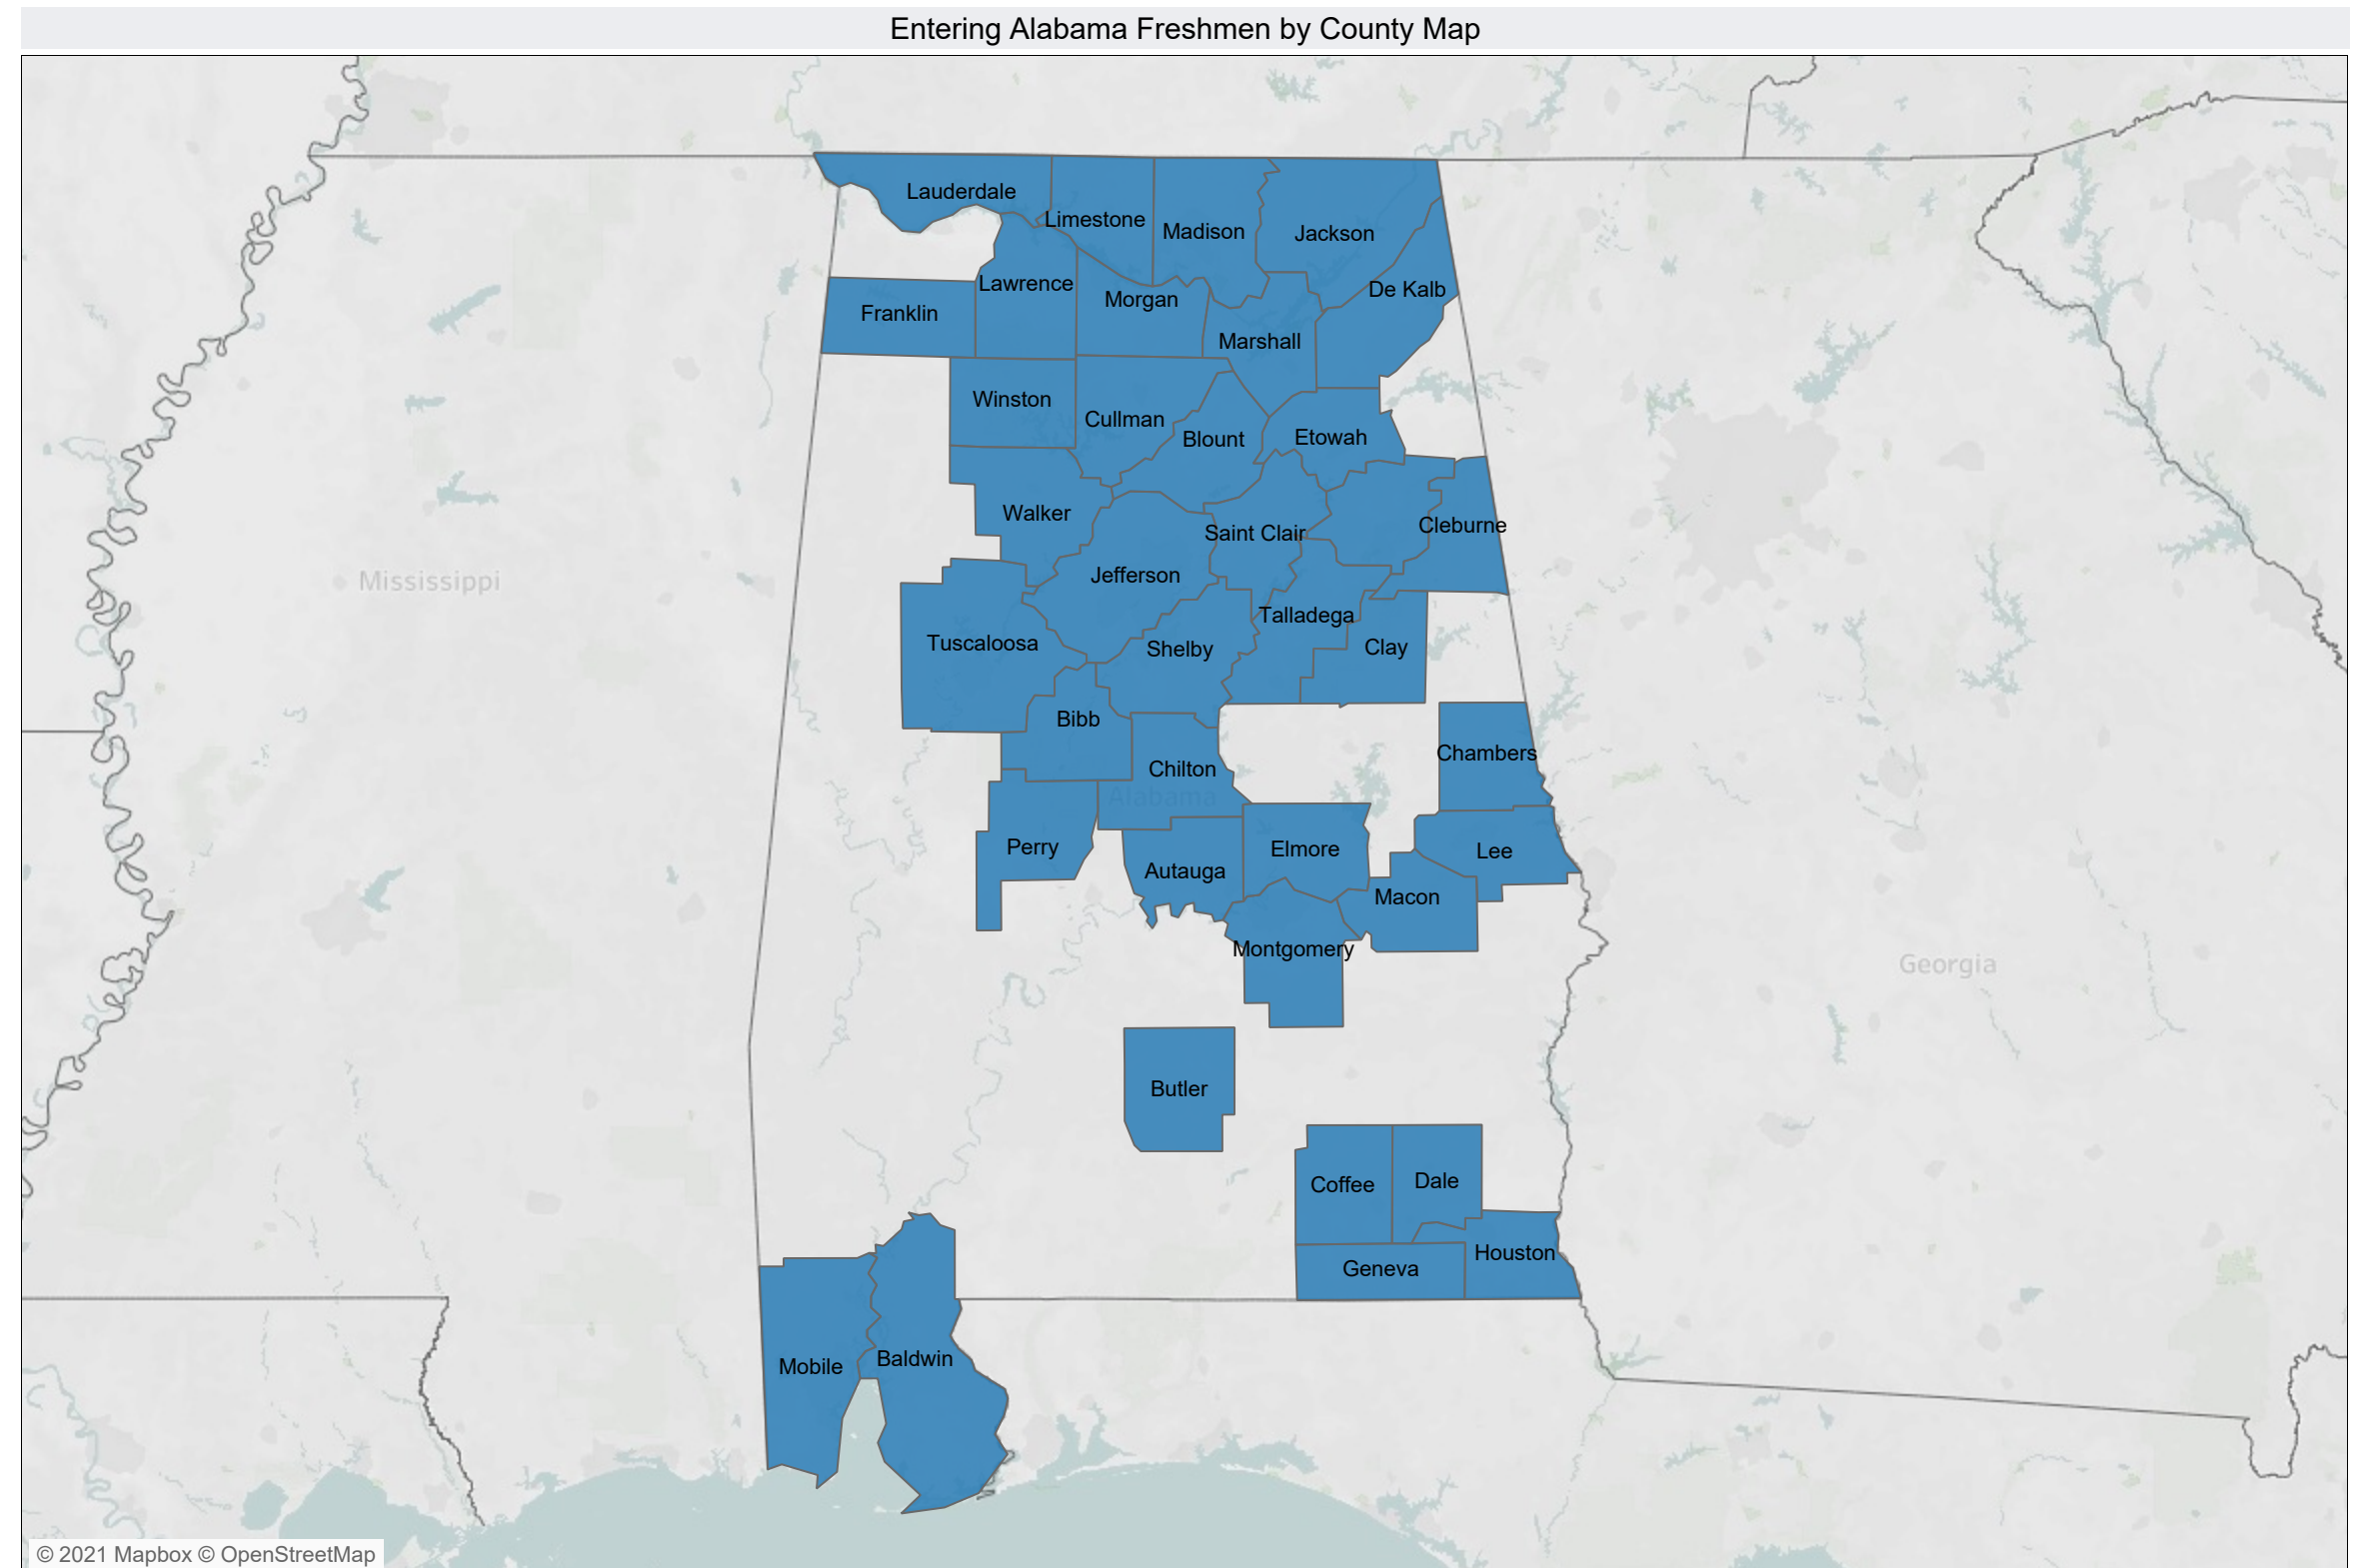 Entering Alabama Freshmen by County Map
Lauderdale
Limestone
Madison
Jackson
Lawrence
De Kalb
Morgan
Franklin
Marshall
Winston
Cullman
Blount
Etowah
Walker
Saint Clair
Cleburne
Jefferson
Mississippi
Talladega
Tuscaloosa
Shelby
Clay
Bibb
Chambers
Chilton
Alabama
Perry
Elmore
Lee
Autauga
Macon
Montgomery
Georgia
Butler
Coffee
Dale
Houston
Geneva
Mobile
Baldwin
© 2021 Mapbox © OpenStreetMap